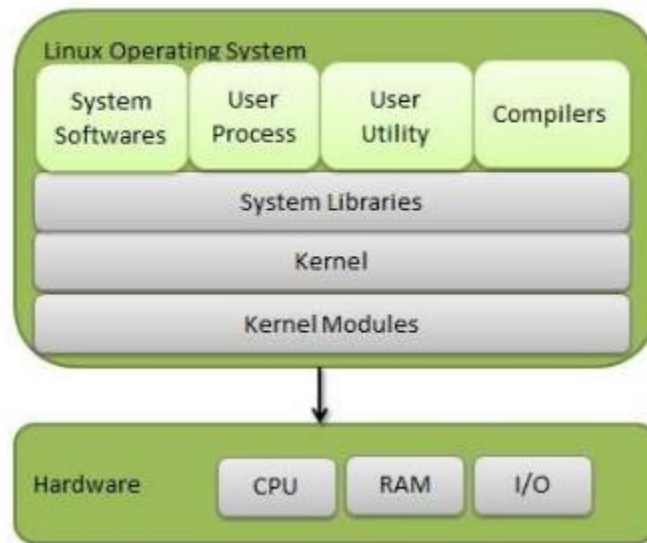 Linux Operating System
System
Softwares
User
Process
User
Utility
Compilers
System Libraries
Kernel
Kernel Modules
Hardware
CPU
RAM
I/O